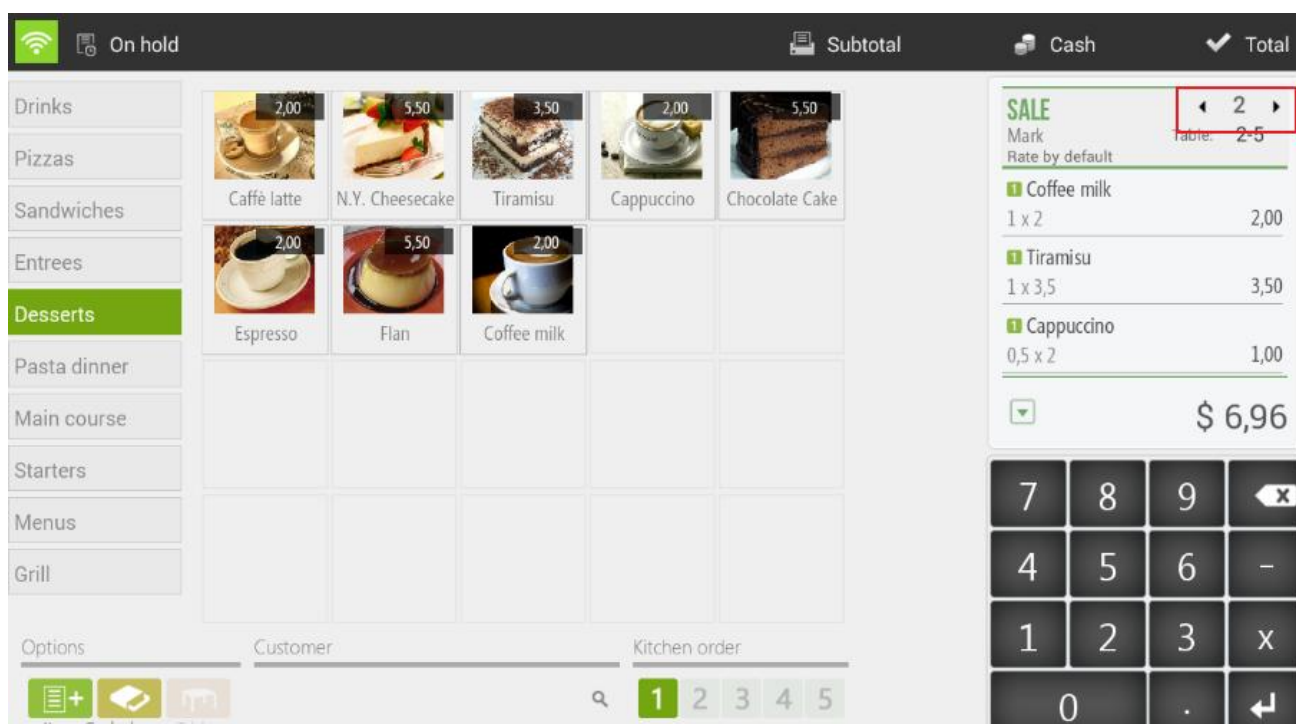 On hold
Subtotal
Cash
Total
Drinks
Pizzas
Sandwiches
Entrees
Desserts
Pasta dinner
Main course
Starters
Menus
Grill
2,00
5,50
3,50
2,00
5,50
Caffè latte
N.Y. Cheesecake
Tiramisu
Cappuccino
Chocolate Cake
2,00
5,50
2,00
Espresso
Flan
Coffee milk
SALE
2
Mark
Table: 2-5
Rate by default
1 Coffee milk
1 x 2 2,00
1 Tiramisu
1 x 3,5 3,50
1 Cappuccino
0,5 x 2 1,00
$ 6,96
7 8 9 x
4 5 6 -
1 2 3 X
0 .
Options
Customer
Kitchen order
1 2 3 4 5